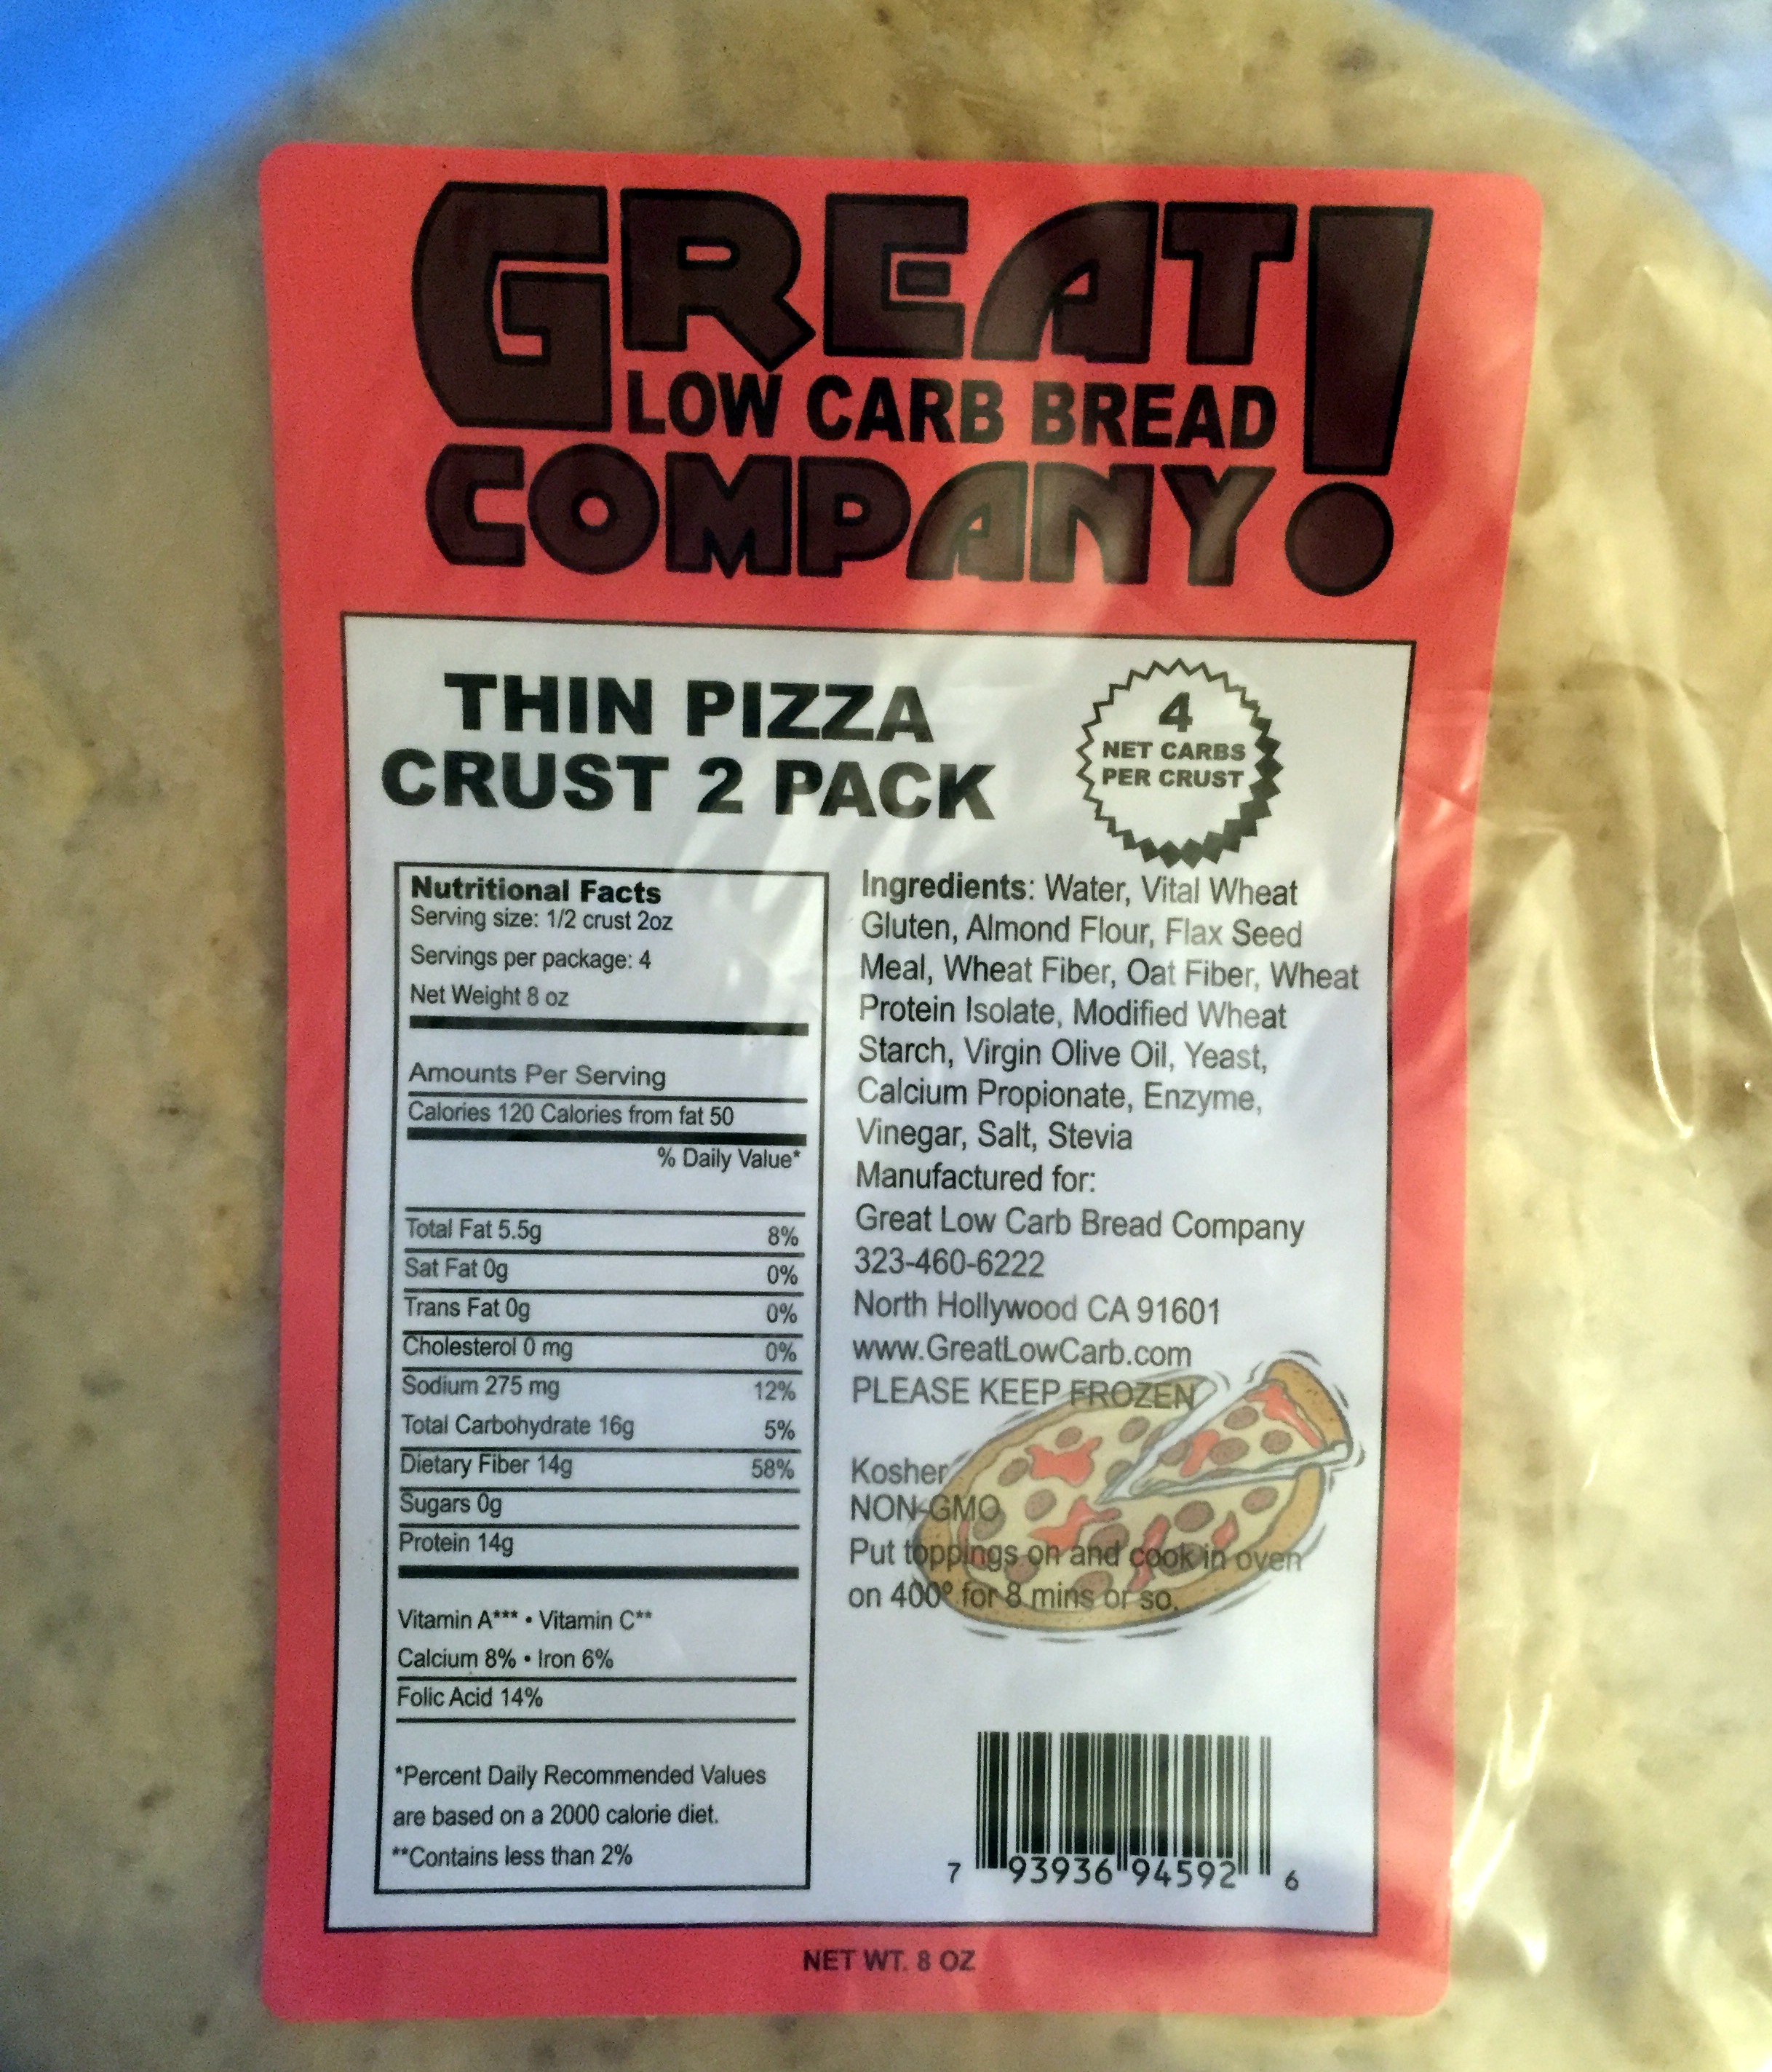 GREAT!
LOW CARB BREAD
COMPANY
THIN PIZZA
CRUST 2 PACK
4
NET CARBS
PER CRUST
Nutritional Facts
Serving size: 1/2 crust 2oz
Servings per package: 4
Net Weight 8 oz
Amounts Per Serving
Calories 120 Calories from fat 50
% Daily Value*
Total Fat 5.5g 8%
Sat Fat 0g 0%
Trans Fat 0g 0%
Cholesterol 0 mg 0%
Sodium 275 mg 12%
Total Carbohydrate 16g 5%
Dietary Fiber 14g 58%
Sugars 0g
Protein 14g
Vitamin A*** • Vitamin C**
Calcium 8% • Iron 6%
Folic Acid 14%
*Percent Daily Recommended Values
are based on a 2000 calorie diet.
**Contains less than 2%
Ingredients: Water, Vital Wheat
Gluten, Almond Flour, Flax Seed
Meal, Wheat Fiber, Oat Fiber, Wheat
Protein Isolate, Modified Wheat
Starch, Virgin Olive Oil, Yeast,
Calcium Propionate, Enzyme,
Vinegar, Salt, Stevia
Manufactured for:
Great Low Carb Bread Company
323-460-6222
North Hollywood CA 91601
www.GreatLowCarb.com
PLEASE KEEP FROZEN
Kosher
NON-GMO
Put toppings on and cook in oven
on 400º for 8 mins or so.
7 93936 94592 6
NET WT. 8 OZ